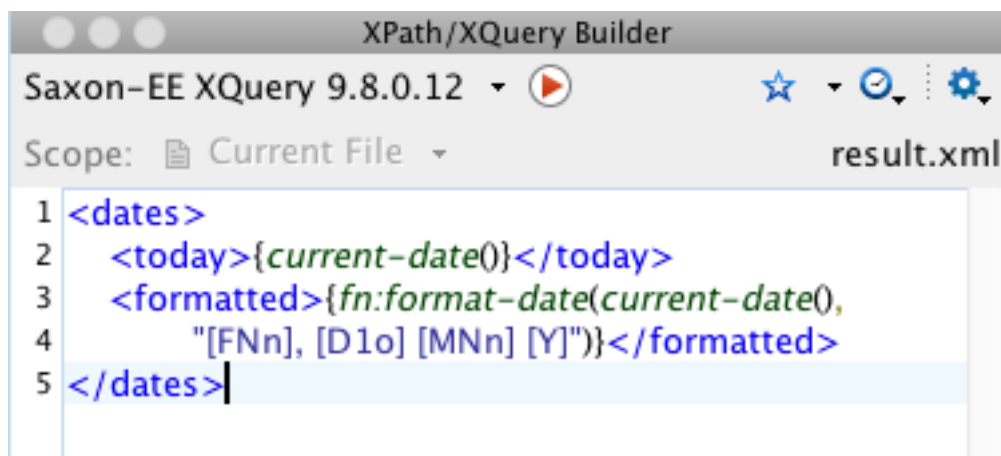 XPath/XQuery Builder
Saxon-EE XQuery 9.8.0.12
Scope: Current File result.xml
1 <dates>
2 <today>{current-date()}</today>
3 <formatted>{fn:format-date(current-date(),
4 "[FNn], [D1o] [MNn] [Y]")}</formatted>
5 </dates>